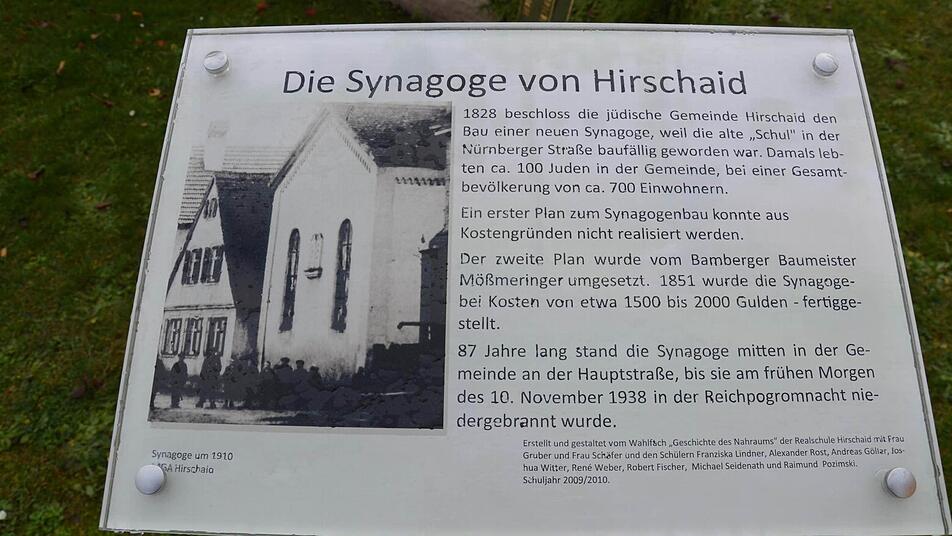 Die Synagoge von Hirschaid
1828 beschloss die jüdische Gemeinde Hirschaid den
Bau einer neuen Synagoge, weil die alte „Schul" in der
Nürnberger Straße baufällig geworden war. Damals leb-
ten ca. 100 Juden in der Gemeinde, bei einer Gesamt-
bevölkerung von ca. 700 Einwohnern.
Ein erster Plan zum Synagogenbau konnte aus
Kostengründen nicht realisiert werden.
Der zweite Plan wurde vom Bamberger Baumeister
Mößmeringer umgesetzt. 1851 wurde die Synagoge-
bei Kosten von etwa 1500 bis 2000 Gulden - fertigge-
stellt.
87 Jahre lang stand die Synagoge mitten in der Ge-
meinde an der Hauptstraße, bis sie am frühen Morgen
des 10. November 1938 in der Reichpogromnacht nie-
dergebrannt wurde.
Synagoge um 1910
Hirschaid
Erstellt und gestaltet vom Wahlfach „Geschichte des Nahraums" der Realschule Hirschaid mit Frau
Gruber und Frau Schäfer und den Schülern Franziska Lindner, Alexander Rost, Andreas Göller, Jos-
hua Witter, René Weber, Robert Fischer, Michael Seidenath und Raimund Pozimski.
Schuljahr 2009/2010.